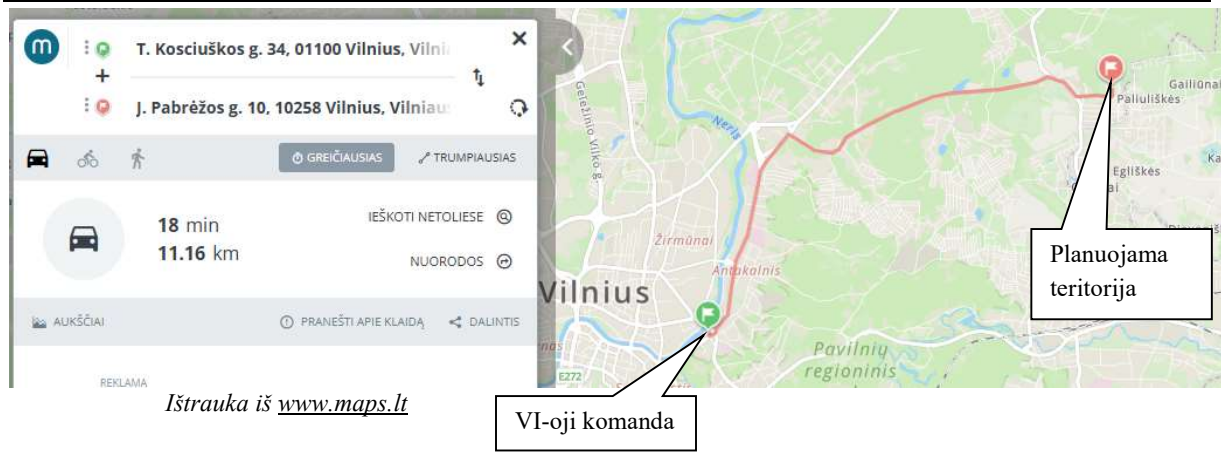 m
T. Kosciuškos g. 34, 01100 Vilnius, Vilni
J. Pabrėžos g. 10, 10258 Vilnius, Vilniau
GREIČIAUSIAS
TRUMPIAUSIAS
18 min
11.16 km
IEŠKOTI NETOLIESE
NUORODOS
AUKŠČIAI
PRANEŠTI APIE KLAIDĄ
DALINTIS
REKLAMA
Geležinio Vilko g.
Neris
Žirmūnai
Antakalnis
Vilnius
E272
Pavilnių
regioninis
Paliuliškės
Egliškės
Planuojama
teritorija
VI-oji komanda
Ištrauka iš www.maps.lt